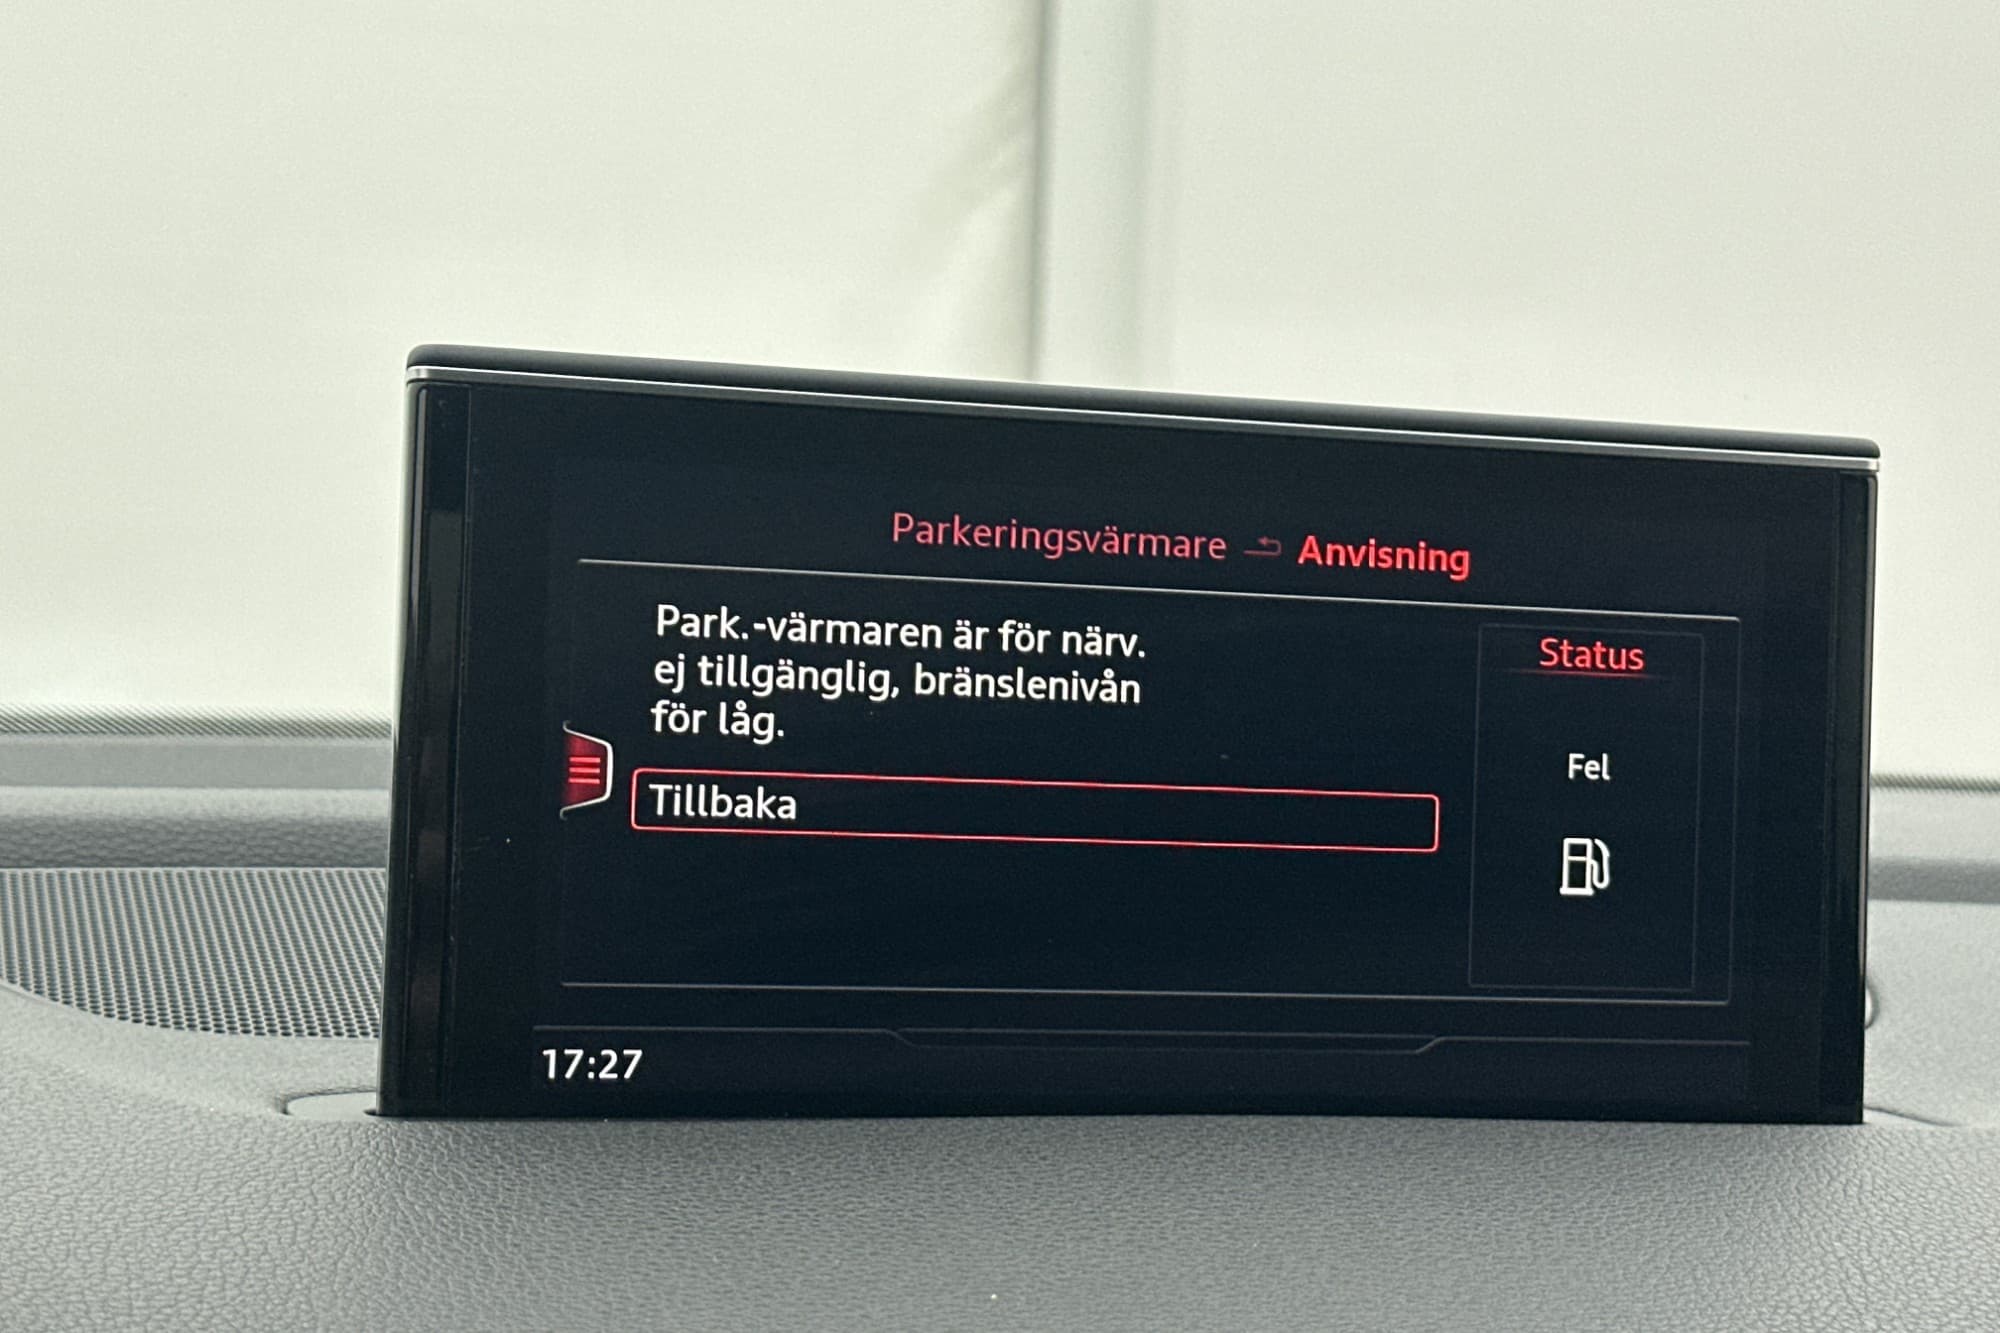 Parkeringsvärmare Anvisning
Park.-värmaren är för närv.
ej tillgänglig, bränslenivån
för låg.
Tillbaka
Status
Fel
17:27